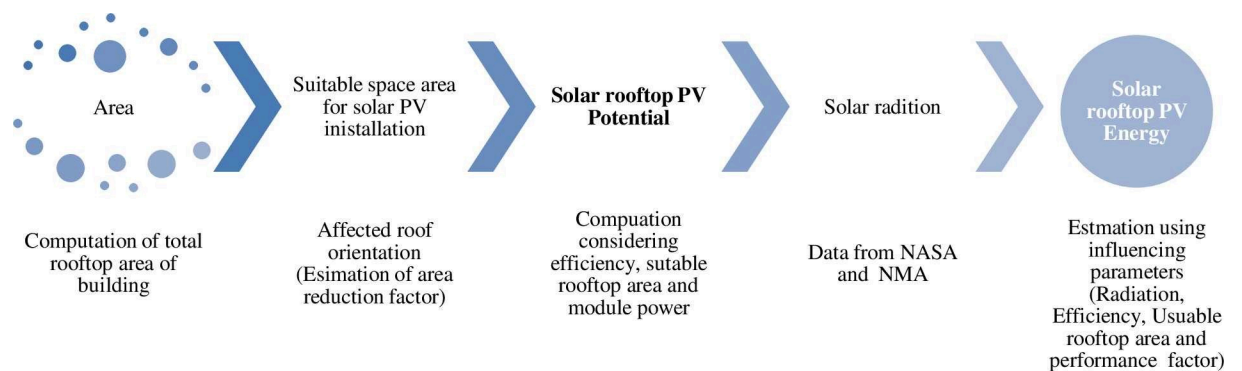 Area
Suitable space area
for solar PV
inistallation
Solar rooftop PV
Potential
Solar radition
Solar
rooftop PV
Energy
Computation of total
rooftop area of
building
Affected roof
orientation
(Esimation of area
reduction factor)
Compuation
considering
efficiency, sutable
rooftop area and
module power
Data from NASA
and NMA
Estmation using
influencing
parameters
(Radiation,
Efficiency, Usuable
rooftop area and
performance factor)